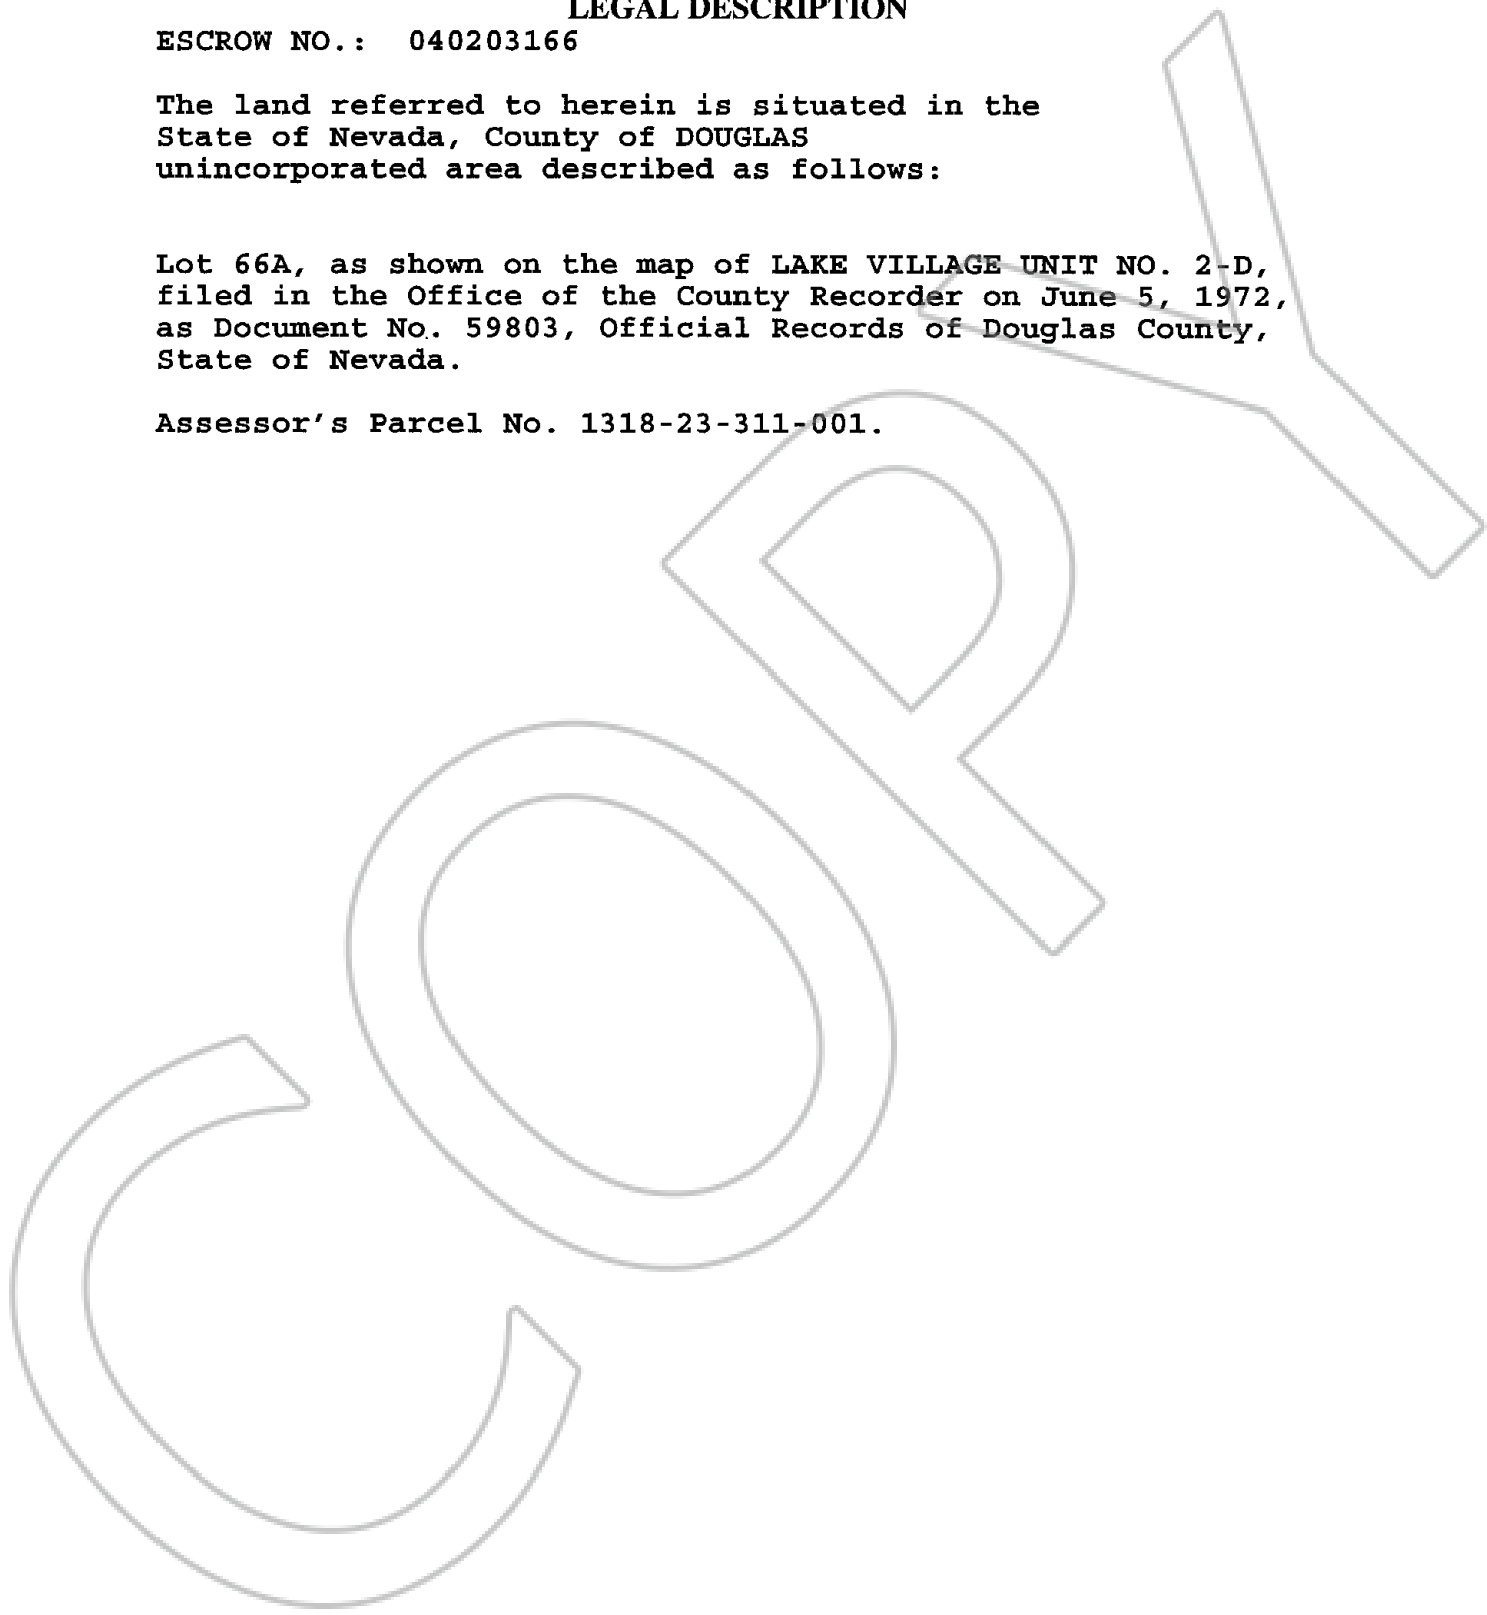 LEGAL DESCRIPTION
ESCROW NO.: 040203166
The land referred to herein is situated in the
State of Nevada, County of DOUGLAS
unincorporated area described as follows:
Lot 66A, as shown on the map of LAKE VILLAGE UNIT NO. 2-D,
filed in the Office of the County Recorder on June 5, 1972,
as Document No. 59803, Official Records of Douglas County,
State of Nevada.
Assessor's Parcel No. 1318-23-311-001.
COPY